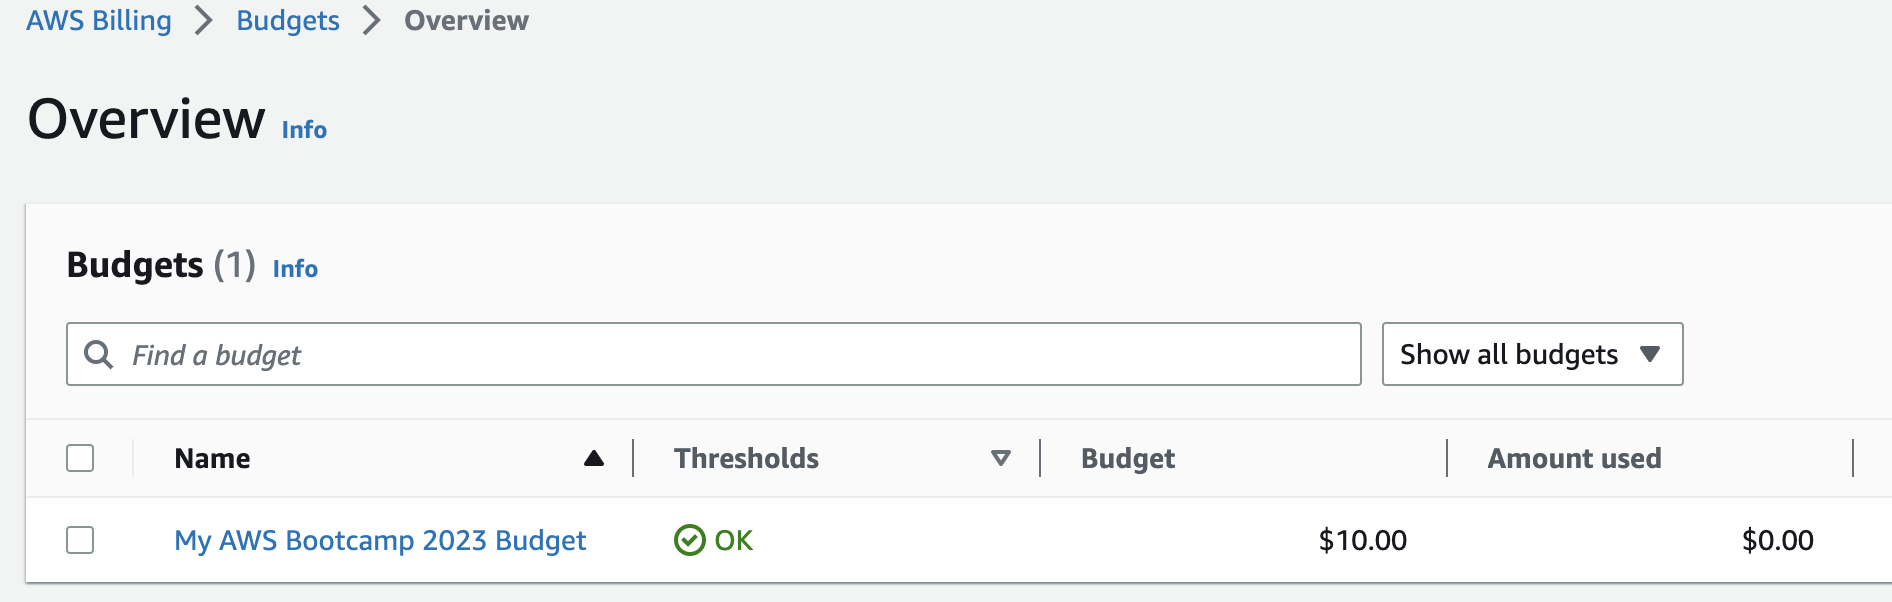 AWS Billing > Budgets > Overview
Overview Info
Budgets (1) Info
Find a budget Show all budgets
Name Thresholds Budget Amount used
My AWS Bootcamp 2023 Budget OK $10.00 $0.00